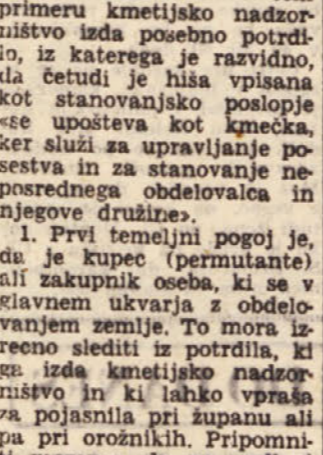 primeru kmetijsko nadzor-
ništvo izda posebno potrdi-
lo, iz katerega je razvidno,
da četudi je hiša vpisana
kot stanovanjsko poslopje
«se upošteva kot kmečka,
ker služi za upravljanje po-
sestva in za stanovanje ne-
posrednega obdelovalca in
njegove družine».
1. Prvi temeljni pogoj je,
da je kupec (permutante)
ali zakupnik oseba, ki se v
glavnem ukvarja z obdelo-
vanjem zemlje. To mora iz-
recno slediti iz potrdila, ki
ga izda kmetijsko nadzor-
ništvo in ki lahko vpraša
za pojasnila pri županu ali
pa pri orožnikih. Pripomni-